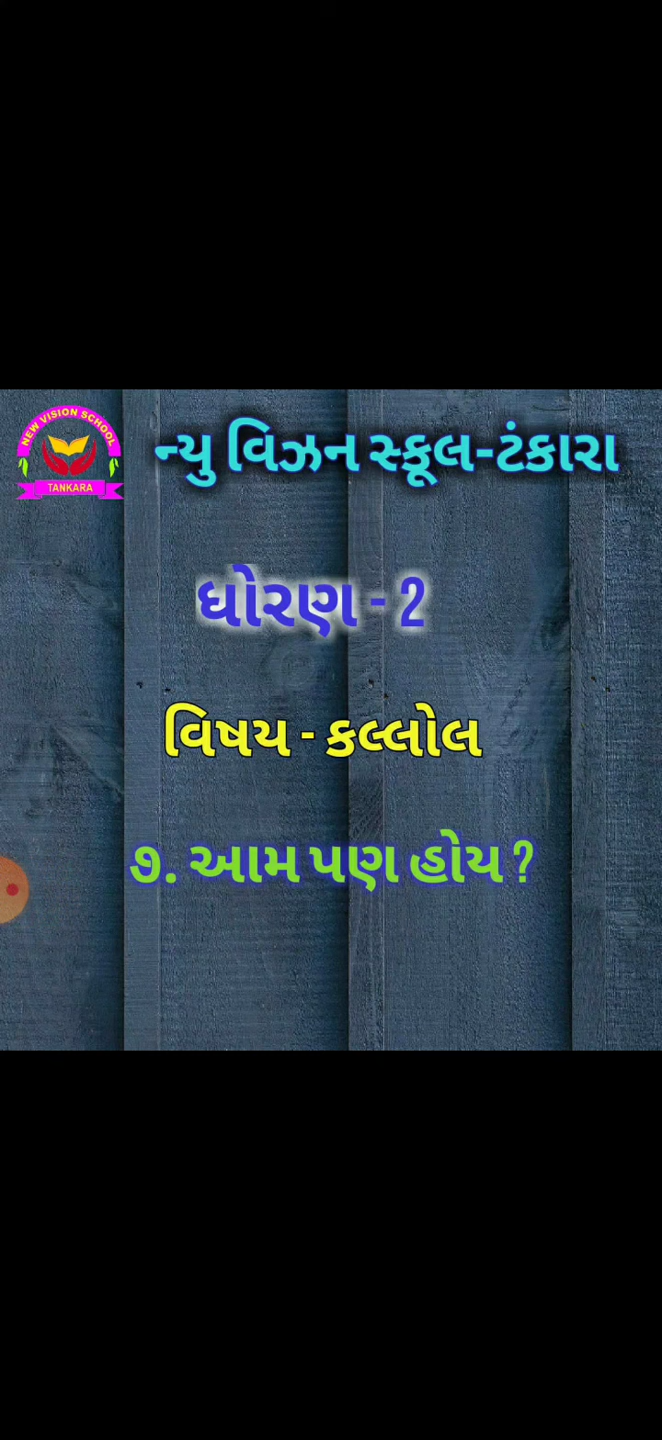 NEW VISION SCHOOL
TANKARA
ન્યુ વિઝન સ્કૂલ-ટંકારા
ધોરણ - 2
વિષય - કલ્લોલ
૭. આમ પણ હોય ?